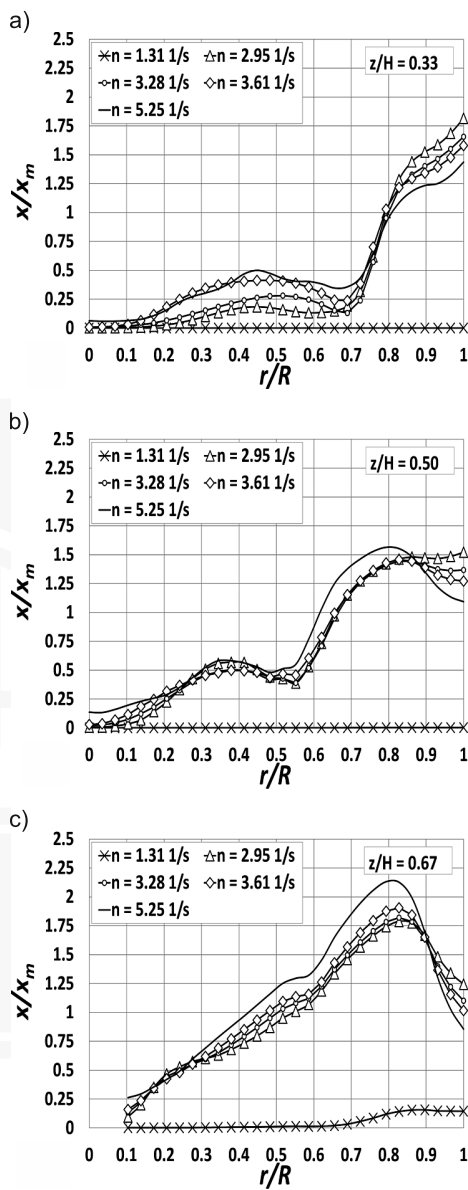 a)
2.5
2.25
2
1.75
1.5
1.25
1
0.75
0.5
0.25
0
x/xm
n = 1.31 1/s
n = 2.95 1/s
n = 3.28 1/s
n = 3.61 1/s
n = 5.25 1/s
z/H = 0.33
0 0.1 0.2 0.3 0.4 0.5 0.6 0.7 0.8 0.9 1
r/R
b)
2.5
2.25
2
1.75
1.5
1.25
1
0.75
0.5
0.25
0
x/xm
n = 1.31 1/s
n = 2.95 1/s
n = 3.28 1/s
n = 3.61 1/s
n = 5.25 1/s
z/H = 0.50
0 0.1 0.2 0.3 0.4 0.5 0.6 0.7 0.8 0.9 1
r/R
c)
2.5
2.25
2
1.75
1.5
1.25
1
0.75
0.5
0.25
0
x/xm
n = 1.31 1/s
n = 2.95 1/s
n = 3.28 1/s
n = 3.61 1/s
n = 5.25 1/s
z/H = 0.67
0 0.1 0.2 0.3 0.4 0.5 0.6 0.7 0.8 0.9 1
r/R